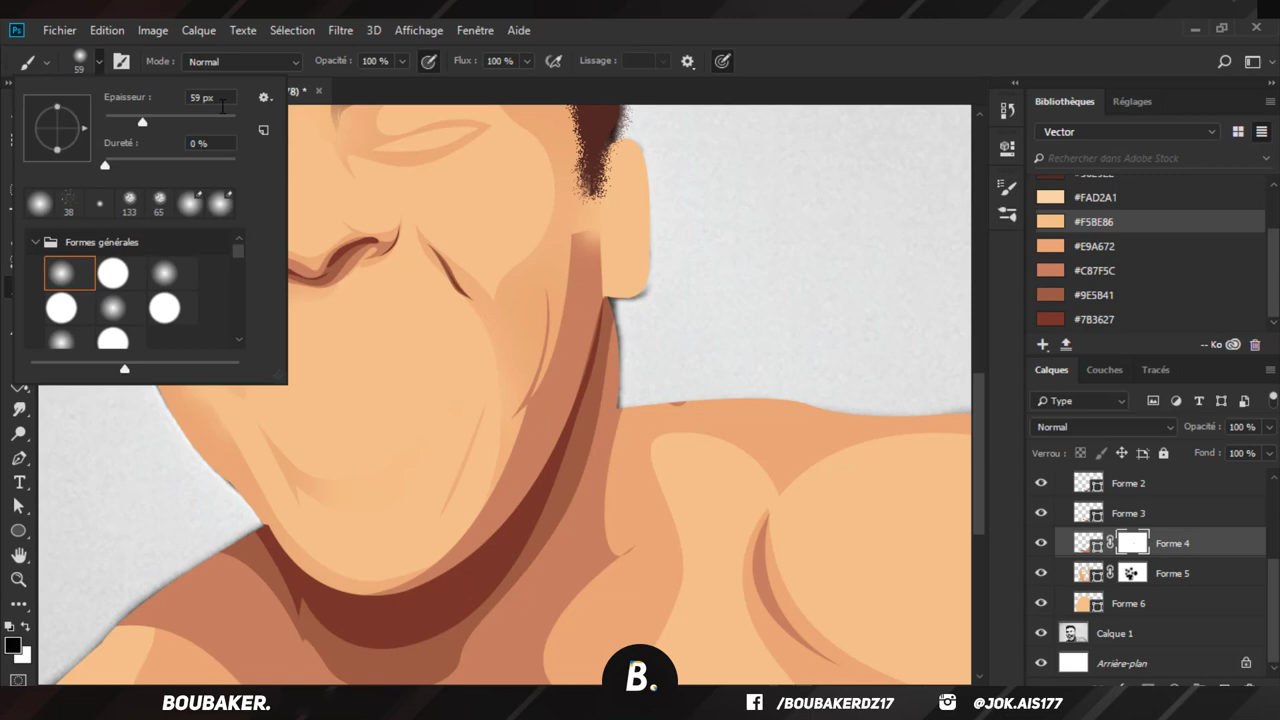 Ps Fichier Edition Image Calque Texte Sélection Filtre 3D Affichage Fenêtre Aide
59 Mode : Normal Opacité : 100 % Flux : 100 % Lissage :
Epaisseur : 59 px
/8) *
Dureté : 0 %
38 133 65
Formes générales
Bibliothèques Réglages
Vector
Rechercher dans Adobe Stock
#FAD2A1
#F5BE86
#E9A672
#C87F5C
#9E5B41
#7B3627
-- Ko
Calques Couches Tracés
Type
Normal Opacité : 100 %
Verrou : Fond : 100 %
Forme 2
Forme 3
Forme 4
Forme 5
Forme 6
Calque 1
Arrière-plan
B.
BOUBAKER. /BOUBAKERDZ17 @JOK.AIS177